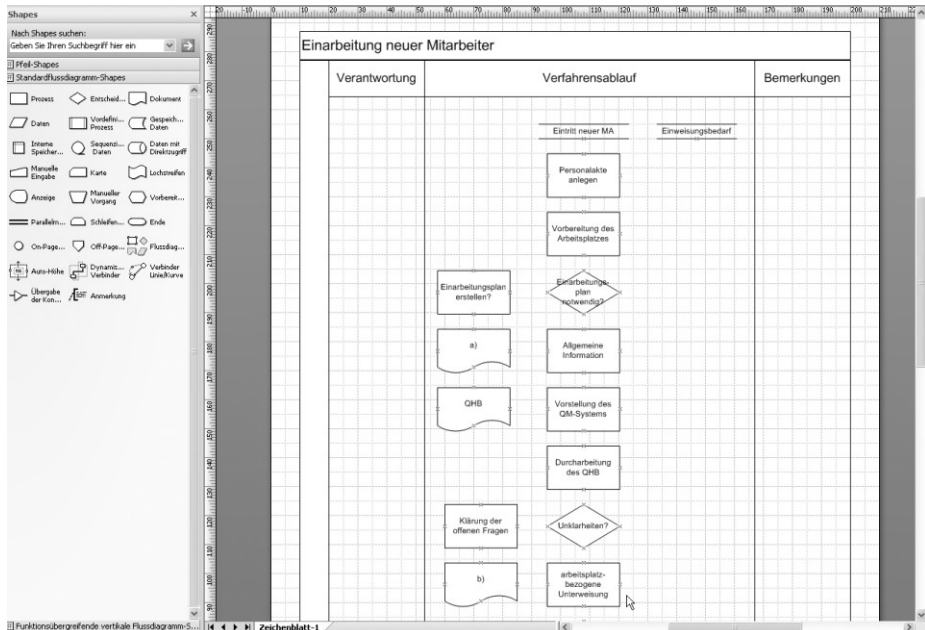 Shapes
Nach Shapes suchen:
Geben Sie Ihren Suchbegriff hier ein
Pfeil-Shapes
Standardflussdiagramm-Shapes
Prozess
Entscheid...
Dokument
Daten
Vordefini...
Prozess
Gespeich...
Daten
Interne
Speicher...
Sequenzi...
Daten
Daten mit
Direktzugriff
Manuelle
Eingabe
Karte
Lochstreifen
Anzeige
Manueller
Vorgang
Vorbereit...
Parallelm...
Schleifen...
Ende
On-Page...
Off-Page...
Flussdiag...
Auto-Höhe
Dynamit...
Verbinder
Verbinder
Linie/Kurve
Übergabe
der Kon...
Anmerkung
Funktionsübergreifende vertikale Flussdiagramm-S...
Einarbeitung neuer Mitarbeiter
Verantwortung
Verfahrensablauf
Bemerkungen
Eintritt neuer MA
Einweisungsbedarf
Personalakte
anlegen
Vorbereitung des
Arbeitsplatzes
Einarbeitungsplan
erstellen?
Einarbeitungs-
plan
notwendig?
a)
Allgemeine
Information
QHB
Vorstellung des
QM-Systems
Durcharbeitung
des QHB
Klärung der
offenen Fragen
Unklarheiten?
b)
arbeitsplatz-
bezogene
Unterweisung
Zeichenblatt-1